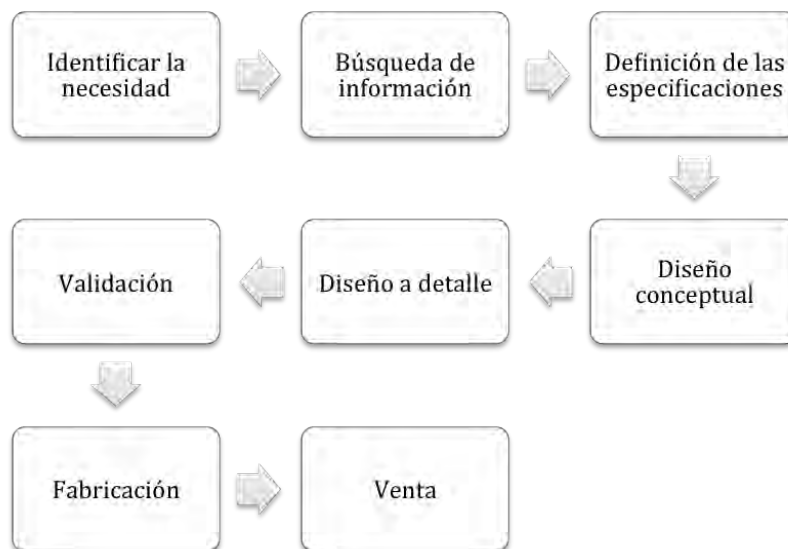 Identificar la
necesidad
Búsqueda de
información
Definición de las
especificaciones
Diseño
conceptual
Diseño a detalle
Validación
Fabricación
Venta